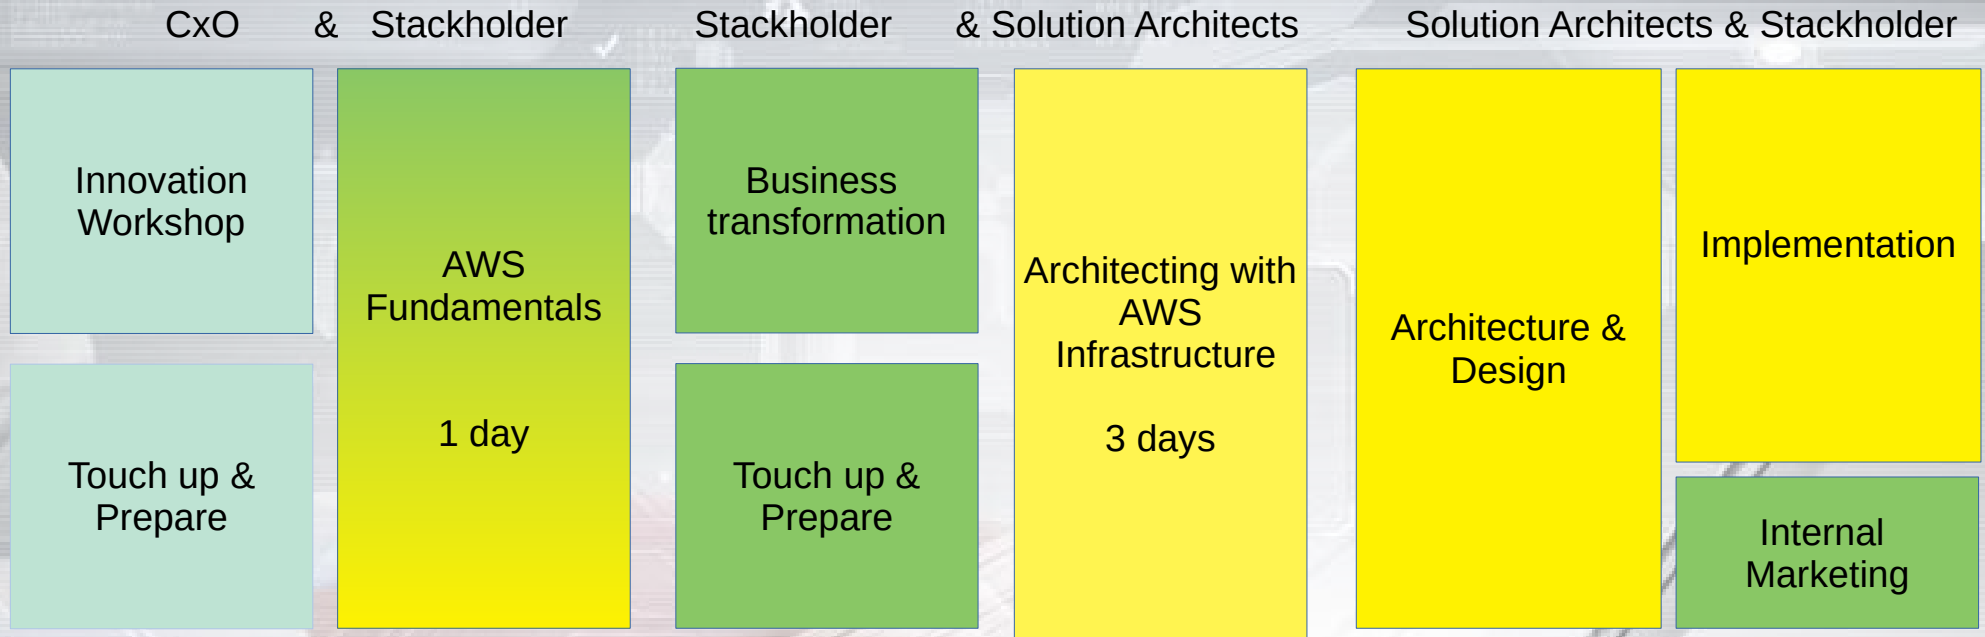 CxO & Stackholder
Stackholder & Solution Architects
Solution Architects & Stackholder
Innovation
Workshop
Touch up &
Prepare
AWS
Fundamentals
1 day
Business
transformation
Touch up &
Prepare
Architecting with
AWS
Infrastructure
3 days
Architecture &
Design
Implementation
Internal
Marketing